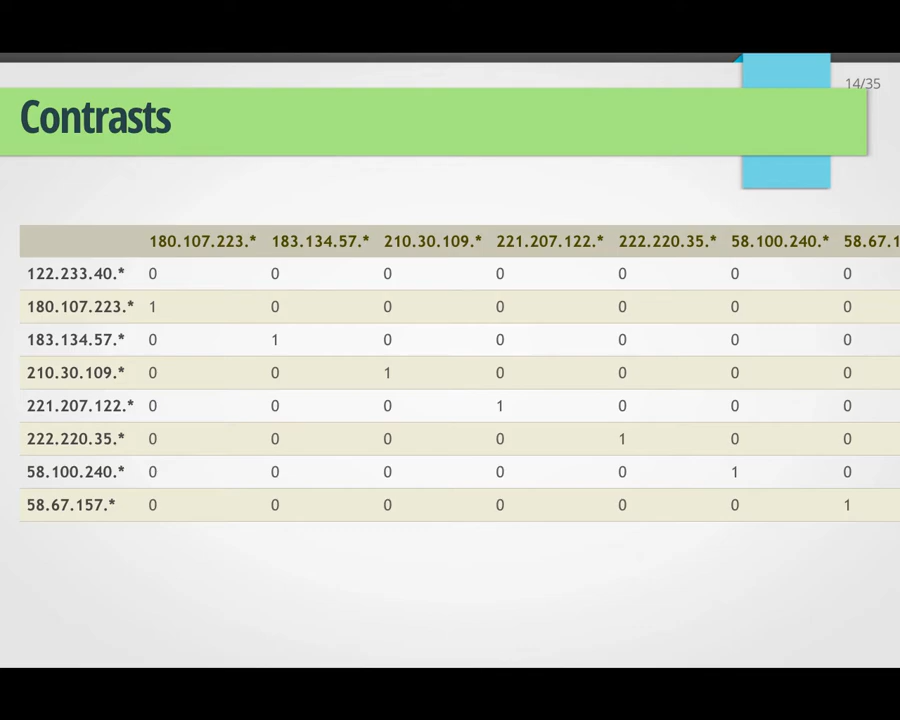 14/35
Contrasts
180.107.223.* 183.134.57.* 210.30.109.* 221.207.122.* 222.220.35.* 58.100.240.* 58.67.1
122.233.40.* 0 0 0 0 0 0 0
180.107.223.* 1 0 0 0 0 0 0
183.134.57.* 0 1 0 0 0 0 0
210.30.109.* 0 0 1 0 0 0 0
221.207.122.* 0 0 0 1 0 0 0
222.220.35.* 0 0 0 0 1 0 0
58.100.240.* 0 0 0 0 0 1 0
58.67.157.* 0 0 0 0 0 0 1